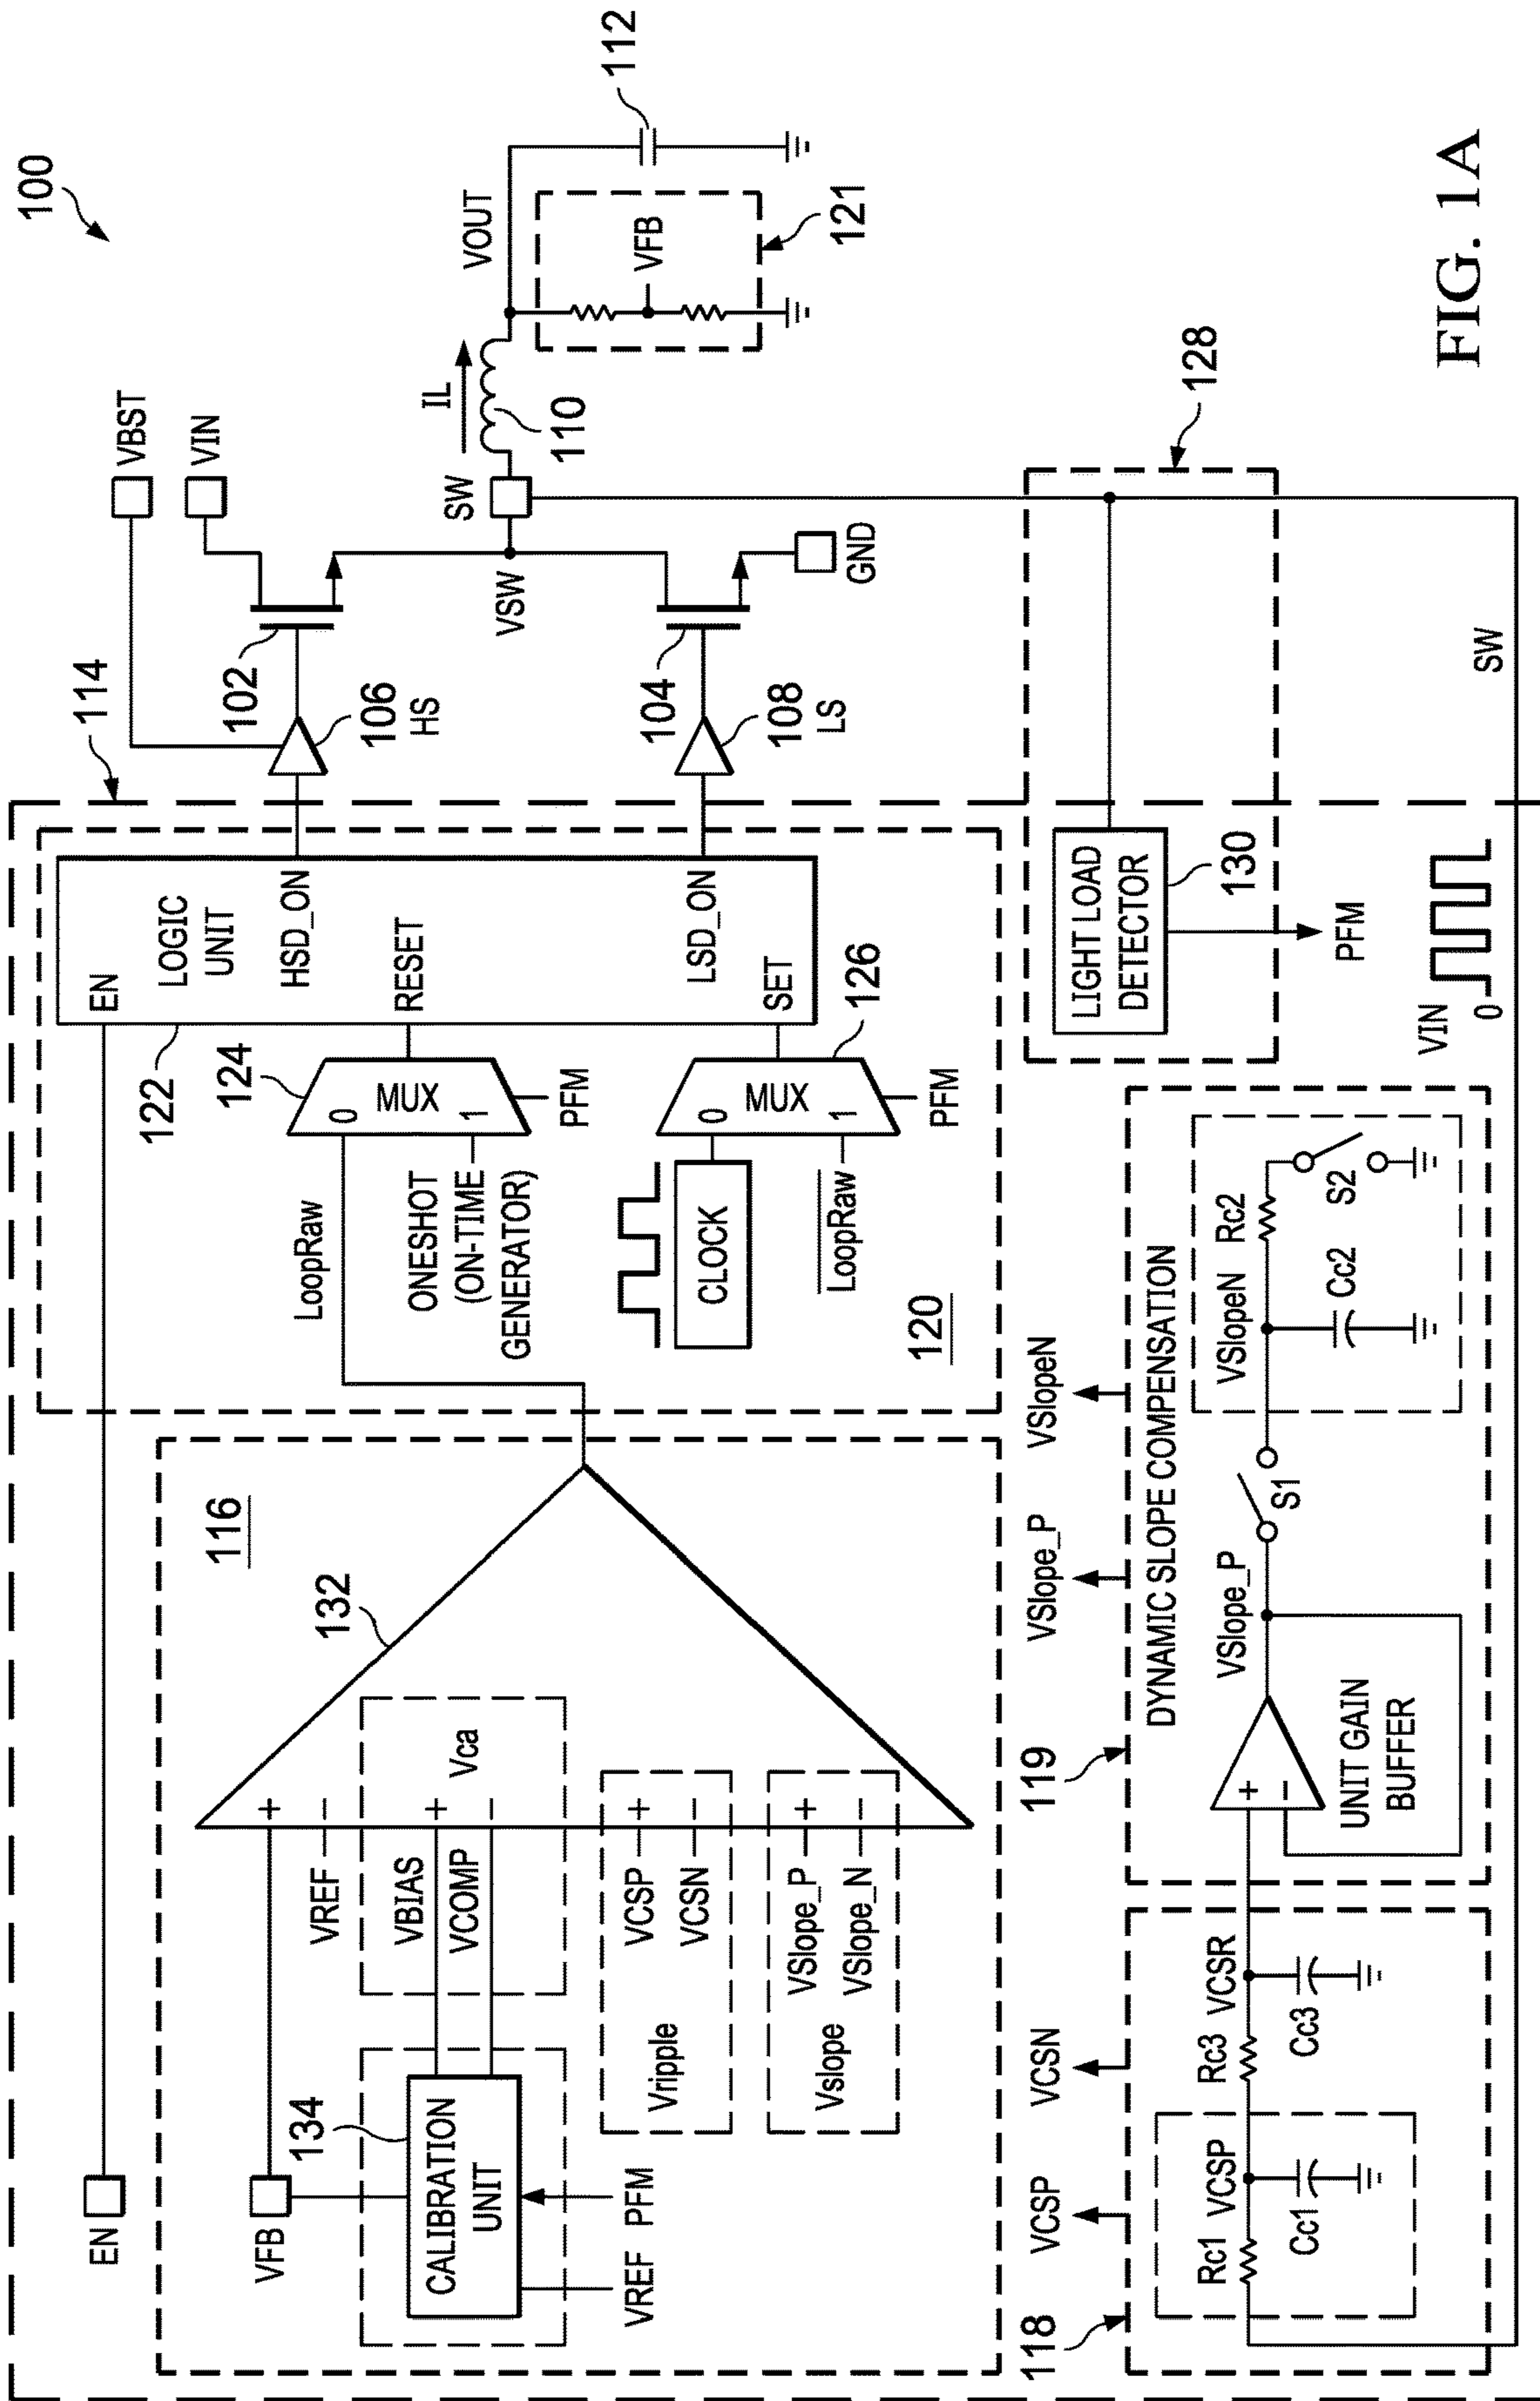 100
114
VBST
VIN
102
106
HS
VSW
SW
IL
110
VOUT
112
VFB
121
104
108
LS
GND
EN
EN
LOGIC
UNIT
HSD_ON
RESET
LSD_ON
SET
122
124
0
MUX
1
PFM
LoopRaw
ONESHOT
(ON-TIME
GENERATOR)
126
0
MUX
1
PFM
CLOCK
LoopRaw
120
116
132
VFB
+
−
VREF
134
CALIBRATION
UNIT
VREF
PFM
VBIAS
VCOMP
+
−
Vca
Vripple
VCSP
VCSN
+
−
Vslope
VSlope_P
VSlope_N
+
−
128
LIGHT LOAD
DETECTOR
130
PFM
VIN
0
SW
VCSP
VCSN
VSlope_P
VSlopeN
118
Rc1
VCSP
Cc1
Rc3
VCSR
Cc3
119
DYNAMIC SLOPE COMPENSATION
+
−
UNIT GAIN
BUFFER
VSlope_P
S1
VSlopeN
Cc2
Rc2
S2
FIG. 1A